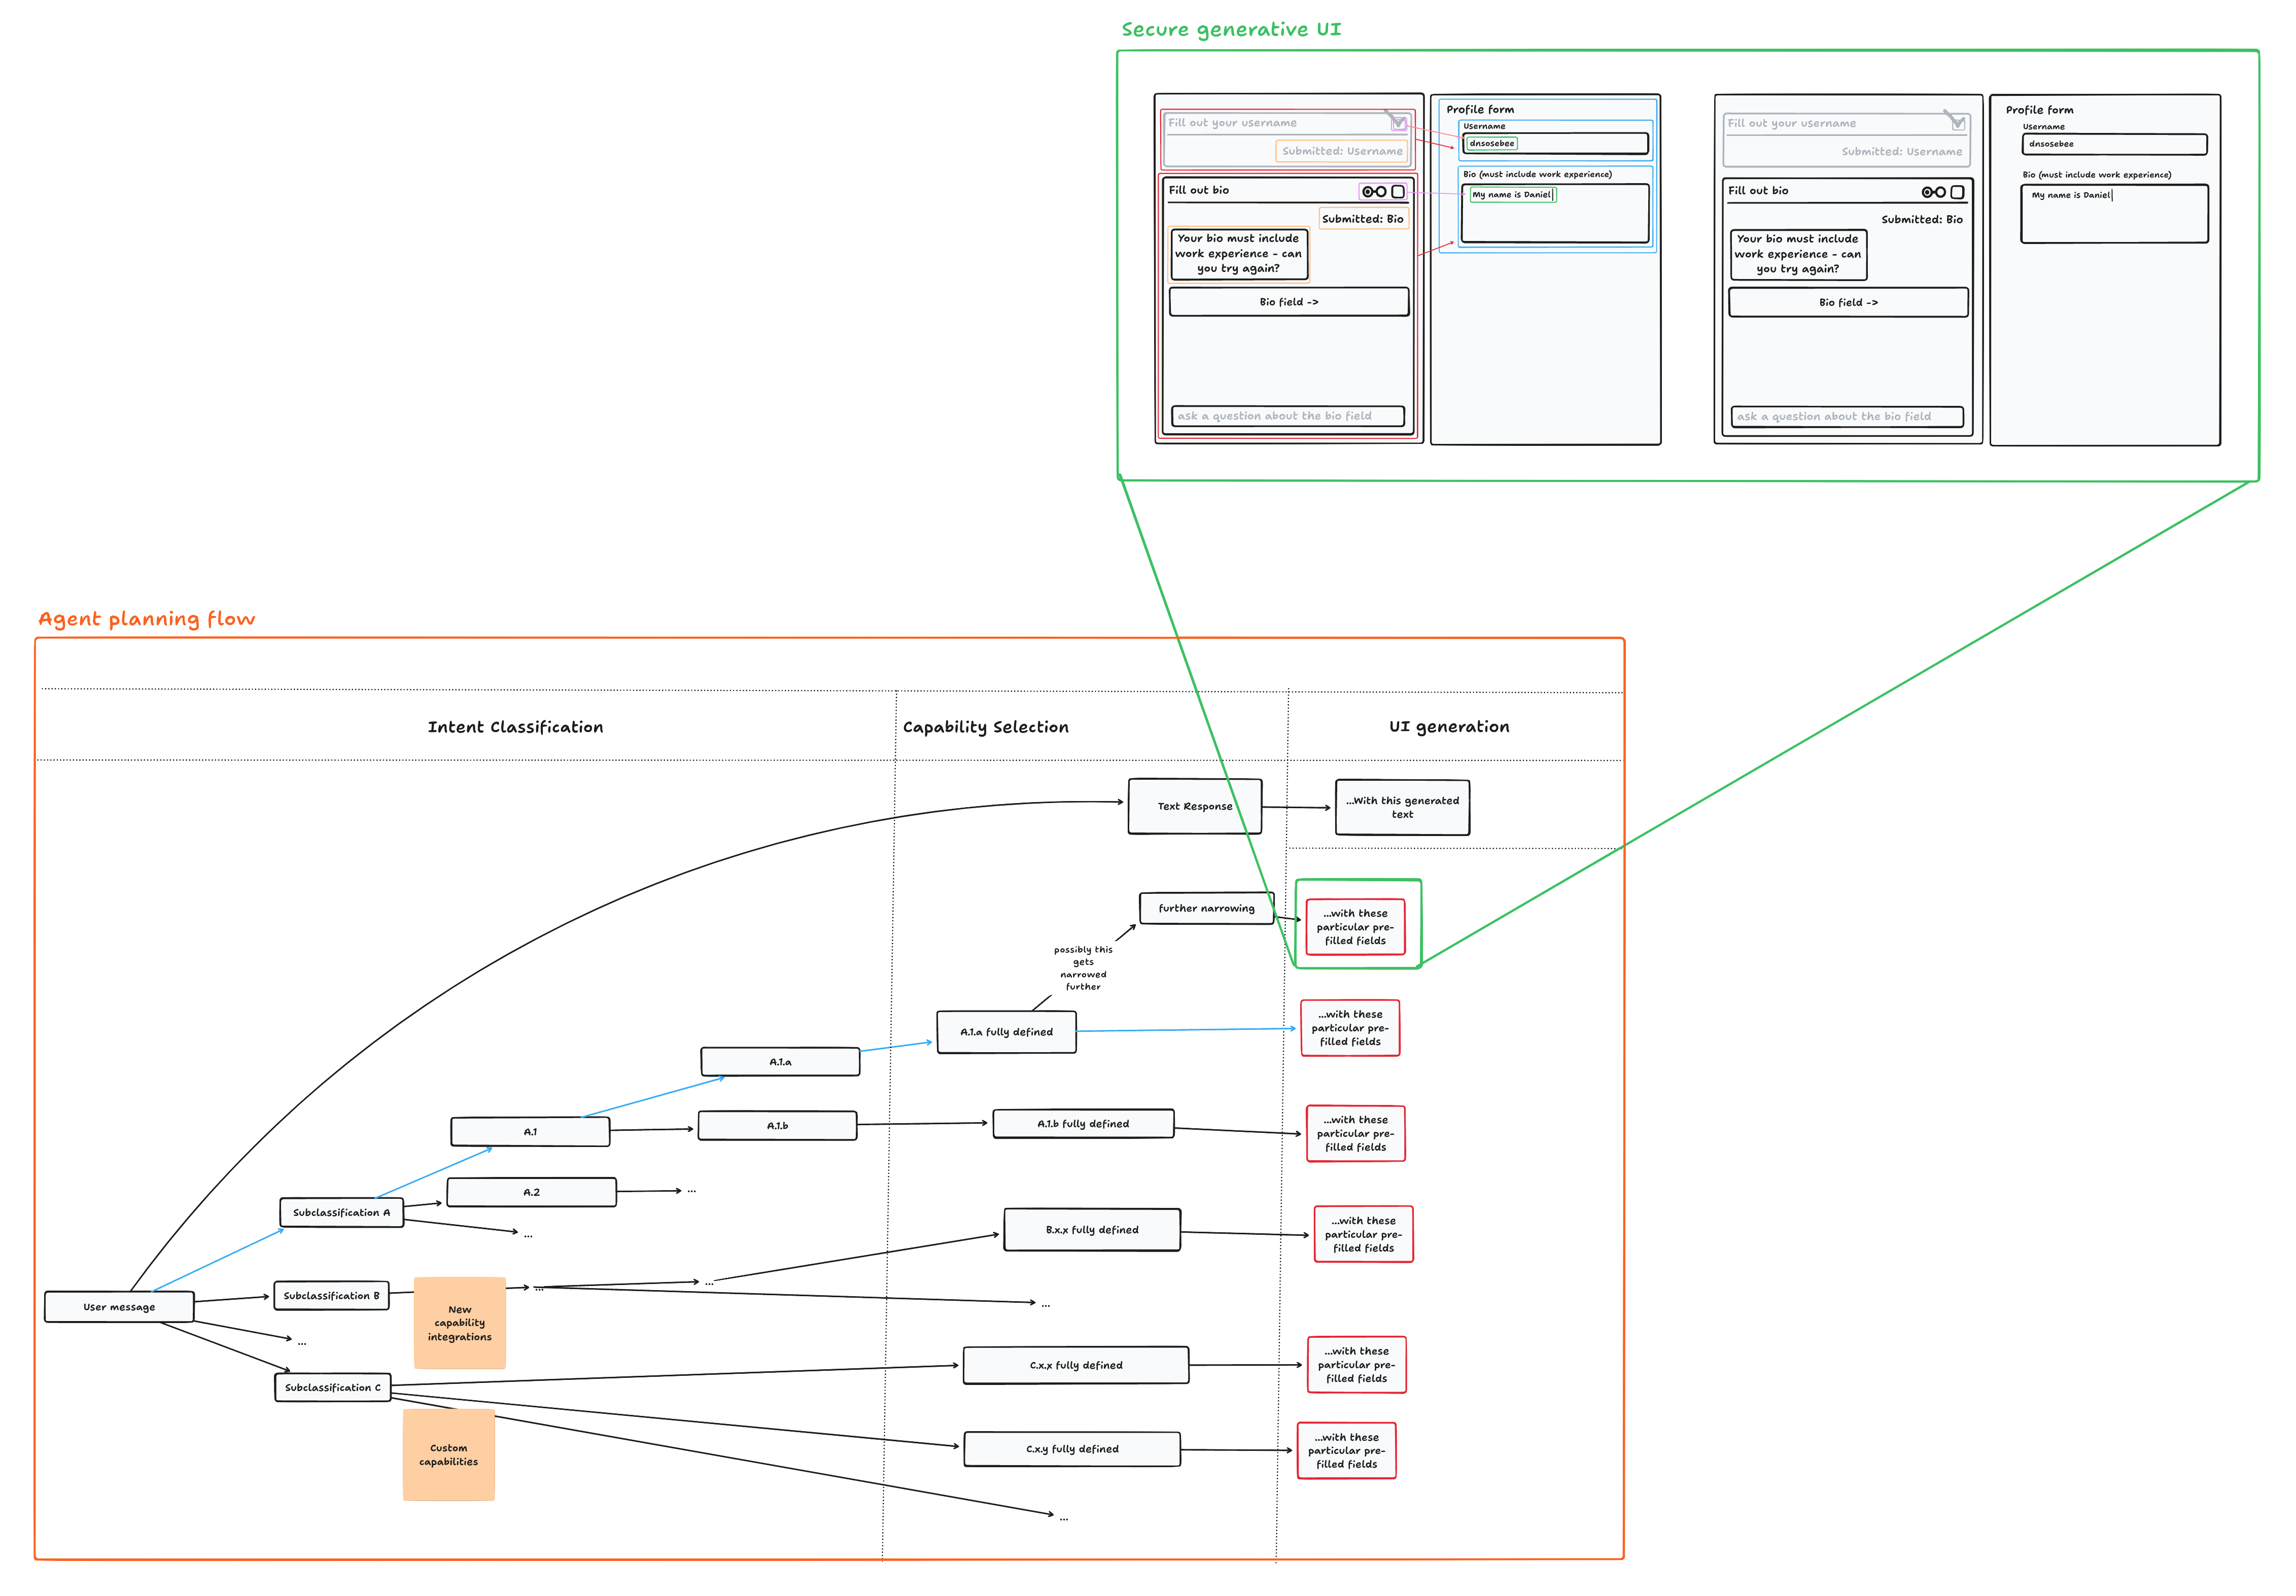 Secure generative UI
Fill out your username
Submitted: Username
Fill out bio
Submitted: Bio
Your bio must include
work experience - can
you try again?
Bio field ->
ask a question about the bio field
Profile form
Username
dnsosebee
Bio (must include work experience)
My name is Daniel
Fill out your username
Submitted: Username
Fill out bio
Submitted: Bio
Your bio must include
work experience - can
you try again?
Bio field ->
ask a question about the bio field
Profile form
Username
dnsosebee
Bio (must include work experience)
My name is Daniel
Agent planning flow
Intent Classification
Capability Selection
UI generation
Text Response
...With this generated
text
further narrowing
...with these
particular pre-
filled fields
possibly this
gets
narrowed
further
A.1.a fully defined
...with these
particular pre-
filled fields
A.1.a
A.1
A.1.b
A.1.b fully defined
...with these
particular pre-
filled fields
A.2
...
Subclassification A
...
B.x.x fully defined
...with these
particular pre-
filled fields
User message
Subclassification B
...
...
...
New
capability
integrations
...
Subclassification C
C.x.x fully defined
...with these
particular pre-
filled fields
Custom
capabilities
C.x.y fully defined
...with these
particular pre-
filled fields
...